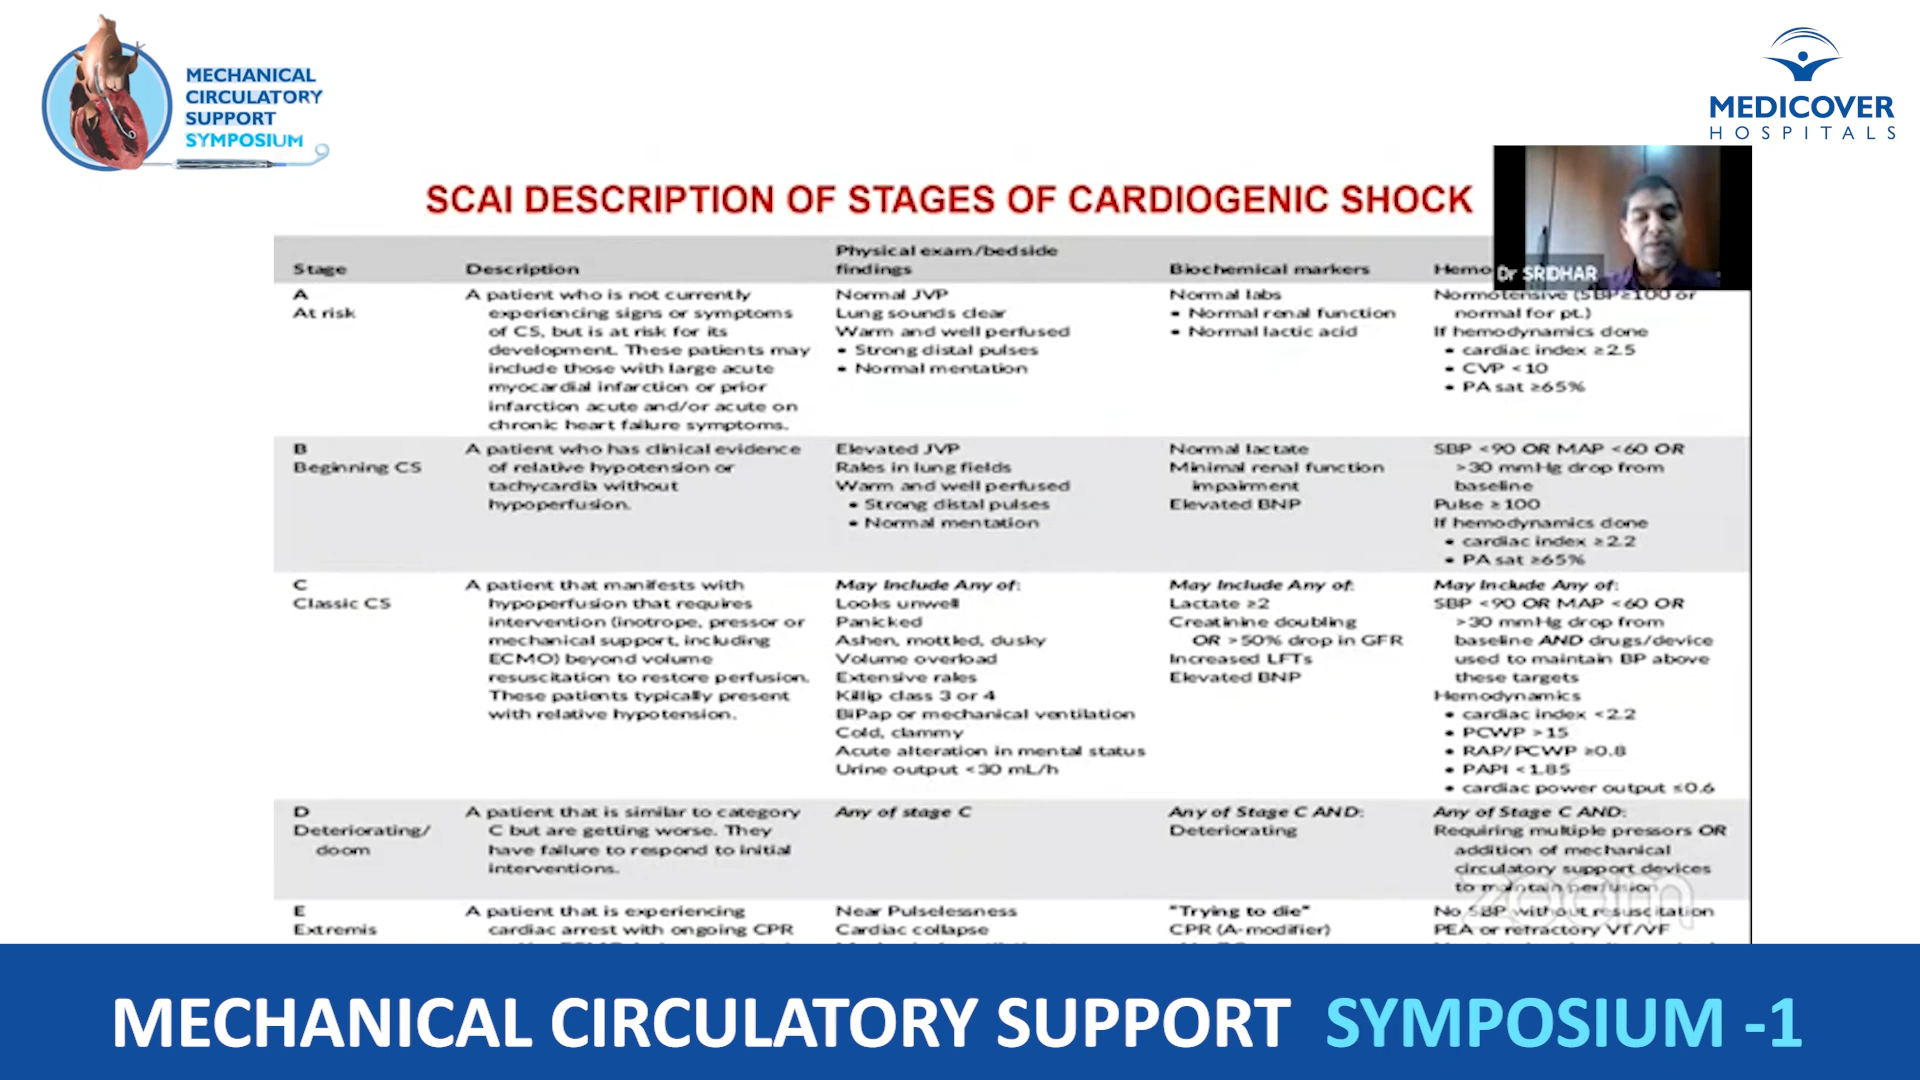 MECHANICAL
CIRCULATORY
SUPPORT
SYMPOSIUM
MEDICOVER
HOSPITALS
SCAI DESCRIPTION OF STAGES OF CARDIOGENIC SHOCK
Dr SRIDHAR
Stage
Description
Physical exam/bedside
findings
Biochemical markers
Hemo
A
At risk
A patient who is not currently
experiencing signs or symptoms
of CS, but is at risk for its
development. These patients may
include those with large acute
myocardial infarction or prior
infarction acute and/or acute on
chronic heart failure symptoms.
Normal JVP
Lung sounds clear
Warm and well perfused
• Strong distal pulses
• Normal mentation
Normal labs
• Normal renal function
• Normal lactic acid
Normotensive (SBP≥100 or
normal for pt.)
If hemodynamics done
• cardiac index ≥2.5
• CVP <10
• PA sat ≥65%
B
Beginning CS
A patient who has clinical evidence
of relative hypotension or
tachycardia without
hypoperfusion.
Elevated JVP
Rales in lung fields
Warm and well perfused
• Strong distal pulses
• Normal mentation
Normal lactate
Minimal renal function
impairment
Elevated BNP
SBP <90 OR MAP <60 OR
>30 mmHg drop from
baseline
Pulse ≥100
If hemodynamics done
• cardiac index ≥2.2
• PA sat ≥65%
C
Classic CS
A patient that manifests with
hypoperfusion that requires
intervention (inotrope, pressor or
mechanical support, including
ECMO) beyond volume
resuscitation to restore perfusion.
These patients typically present
with relative hypotension.
May Include Any of:
Looks unwell
Panicked
Ashen, mottled, dusky
Volume overload
Extensive rales
Killip class 3 or 4
BiPap or mechanical ventilation
Cold, clammy
Acute alteration in mental status
Urine output <30 mL/h
May Include Any of:
Lactate ≥2
Creatinine doubling
OR >50% drop in GFR
Increased LFTs
Elevated BNP
May Include Any of:
SBP <90 OR MAP <60 OR
>30 mmHg drop from
baseline AND drugs/device
used to maintain BP above
these targets
Hemodynamics
• cardiac index <2.2
• PCWP >15
• RAP/PCWP ≥0.8
• PAPI <1.85
• cardiac power output ≤0.6
D
Deteriorating/
doom
A patient that is similar to category
C but are getting worse. They
have failure to respond to initial
interventions.
Any of stage C
Any of Stage C AND:
Deteriorating
Any of Stage C AND:
Requiring multiple pressors OR
addition of mechanical
circulatory support devices
to maintain perfusion
E
Extremis
A patient that is experiencing
cardiac arrest with ongoing CPR
Near Pulselessness
Cardiac collapse
"Trying to die"
CPR (A-modifier)
No SBP without resuscitation
PEA or refractory VT/VF
zoom
MECHANICAL CIRCULATORY SUPPORT SYMPOSIUM -1